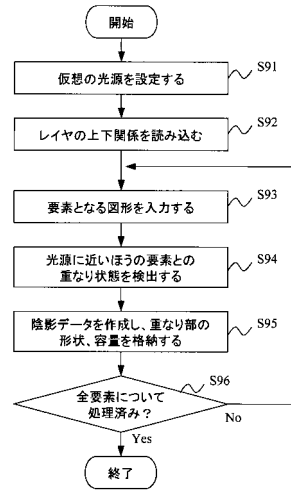 開始
仮想の光源を設定する
S91
レイヤの上下関係を読み込む
S92
要素となる図形を入力する
S93
光源に近いほうの要素との
重なり状態を検出する
S94
陰影データを作成し、重なり部の
形状、容量を格納する
S95
全要素について
処理済み？
S96
No
Yes
終了